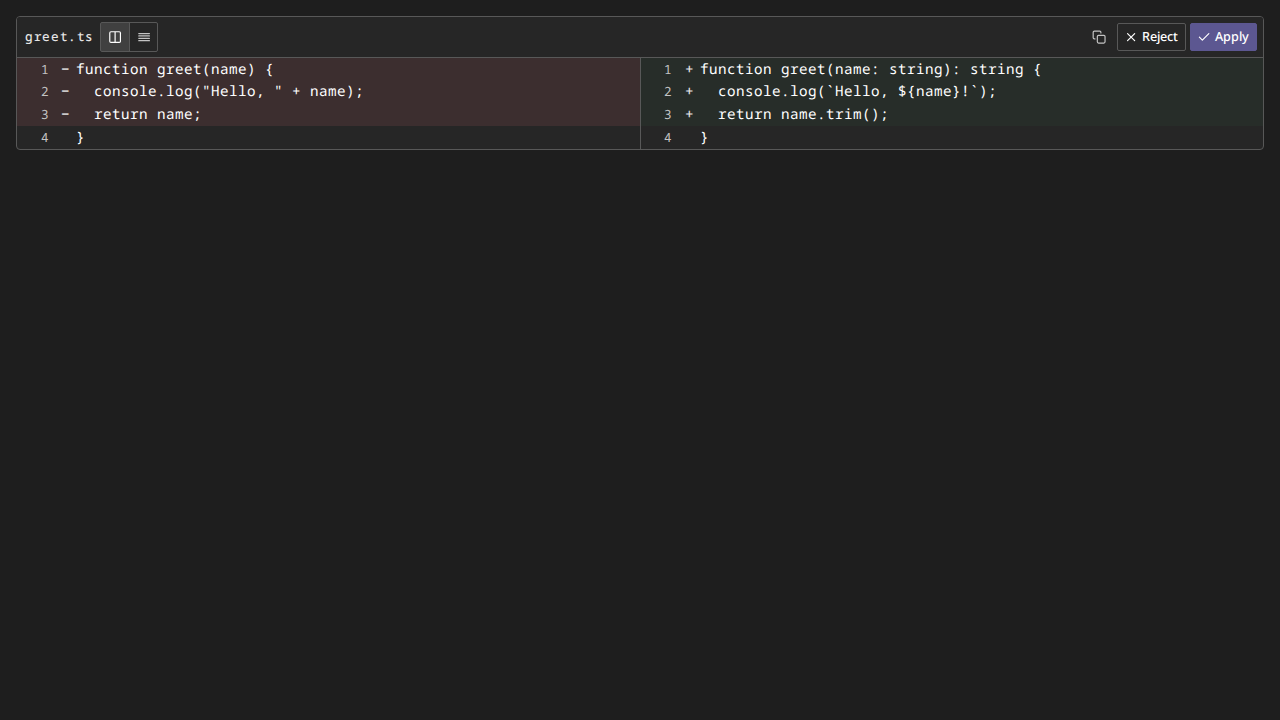 greet.ts Reject Apply
1 − function greet(name) {
2 − console.log("Hello, " + name);
3 − return name;
4 }
1 + function greet(name: string): string {
2 + console.log(`Hello, ${name}!`);
3 + return name.trim();
4 }